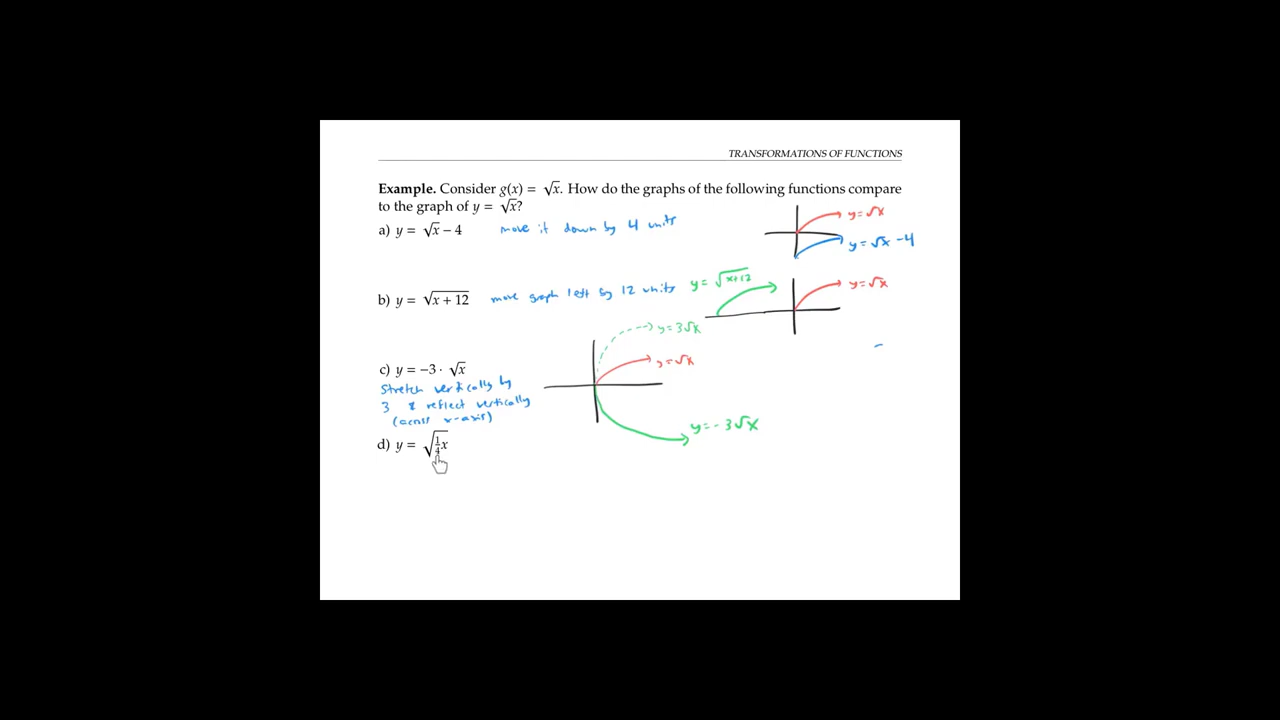 TRANSFORMATIONS OF FUNCTIONS
Example. Consider g(x) = √x. How do the graphs of the following functions compare
to the graph of y = √x?
a) y = √x − 4 move it down by 4 units
y = √x
y = √x - 4
b) y = √(x + 12) move graph left by 12 units
y = √(x+12)
y = √x
c) y = −3 · √x
Stretch vertically by
3 & reflect vertically
(across x-axis)
y = 3√x
y = √x
y = - 3√x
d) y = √(1/4 x)